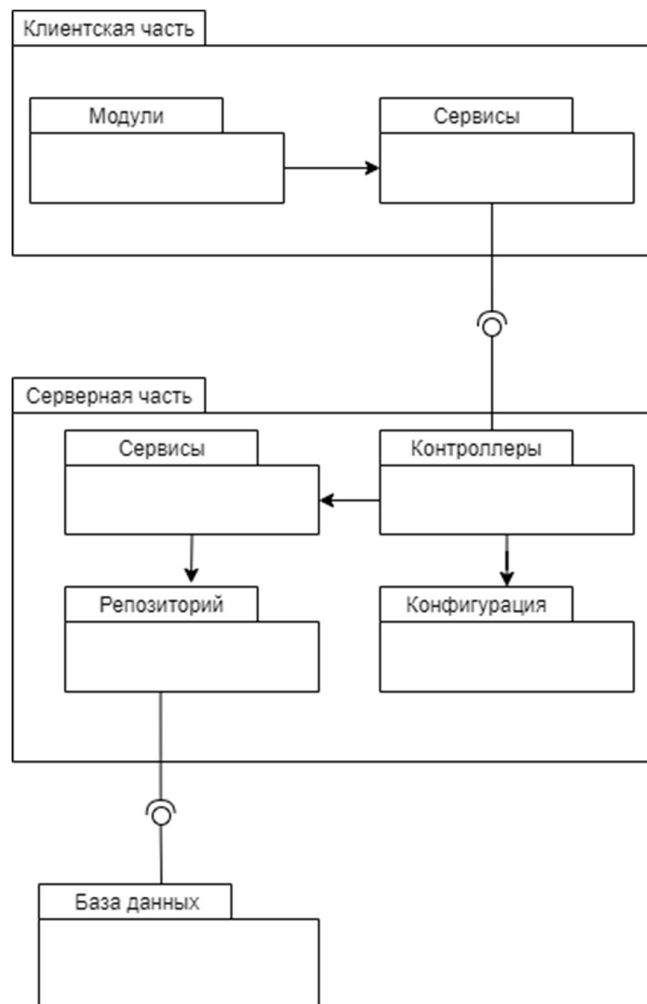 Клиентская часть
Модули
Сервисы
Серверная часть
Сервисы
Контроллеры
Репозиторий
Конфигурация
База данных